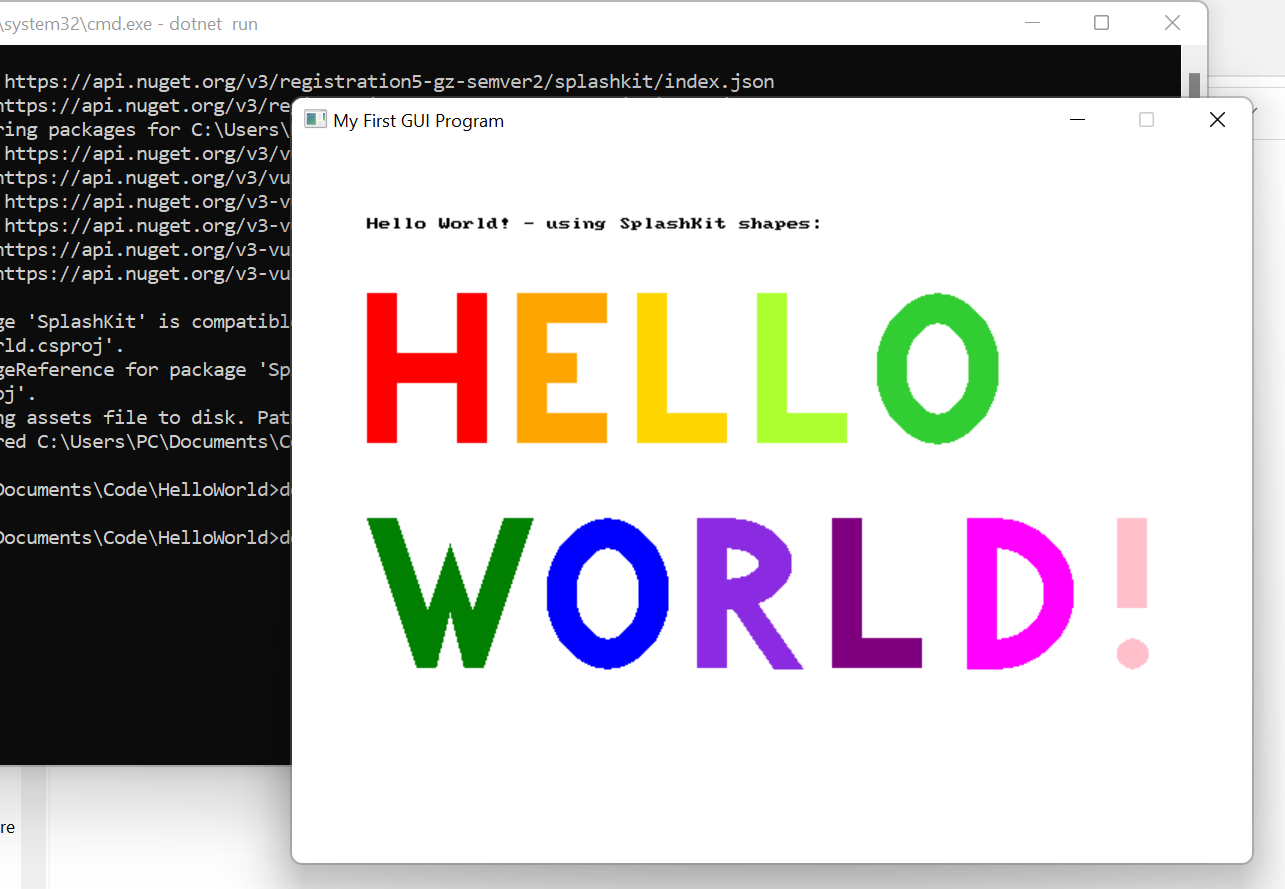 \system32\cmd.exe - dotnet run
https://api.nuget.org/v3/registration5-gz-semver2/splashkit/index.json
https://api.nuget.org/v3/re
ring packages for C:\Users\
https://api.nuget.org/v3/v
https://api.nuget.org/v3/vu
https://api.nuget.org/v3-v
https://api.nuget.org/v3-v
https://api.nuget.org/v3-vu
https://api.nuget.org/v3-vu
ge 'SplashKit' is compatibl
rld.csproj'.
geReference for package 'Sp
oj'.
ng assets file to disk. Pat
red C:\Users\PC\Documents\C
Documents\Code\HelloWorld>d
Documents\Code\HelloWorld>d
re
My First GUI Program
Hello World! - using SplashKit shapes:
HELLO
WORLD!